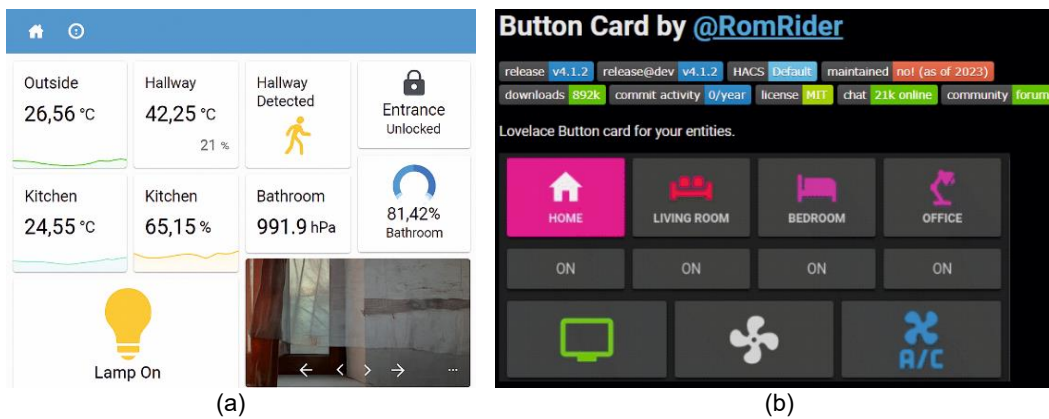 Outside
26,56 °C
Hallway
42,25 °C
21 %
Hallway
Detected
Entrance
Unlocked
Kitchen
24,55 °C
Kitchen
65,15 %
Bathroom
991.9 hPa
81,42%
Bathroom
Lamp On
(a)
Button Card by @RomRider
release v4.1.2 release@dev v4.1.2 HACS Default maintained no! (as of 2023)
downloads 892k commit activity 0/year license MIT chat 21k online community forum
Lovelace Button card for your entities.
HOME LIVING ROOM BEDROOM OFFICE
ON ON ON ON
A/C
(b)